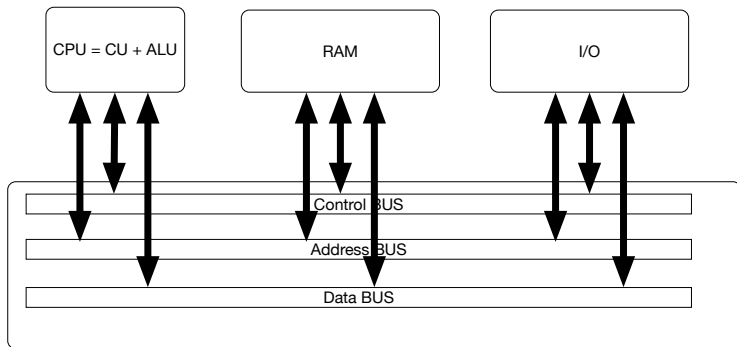 CPU = CU + ALU
RAM
I/O
Control BUS
Address BUS
Data BUS